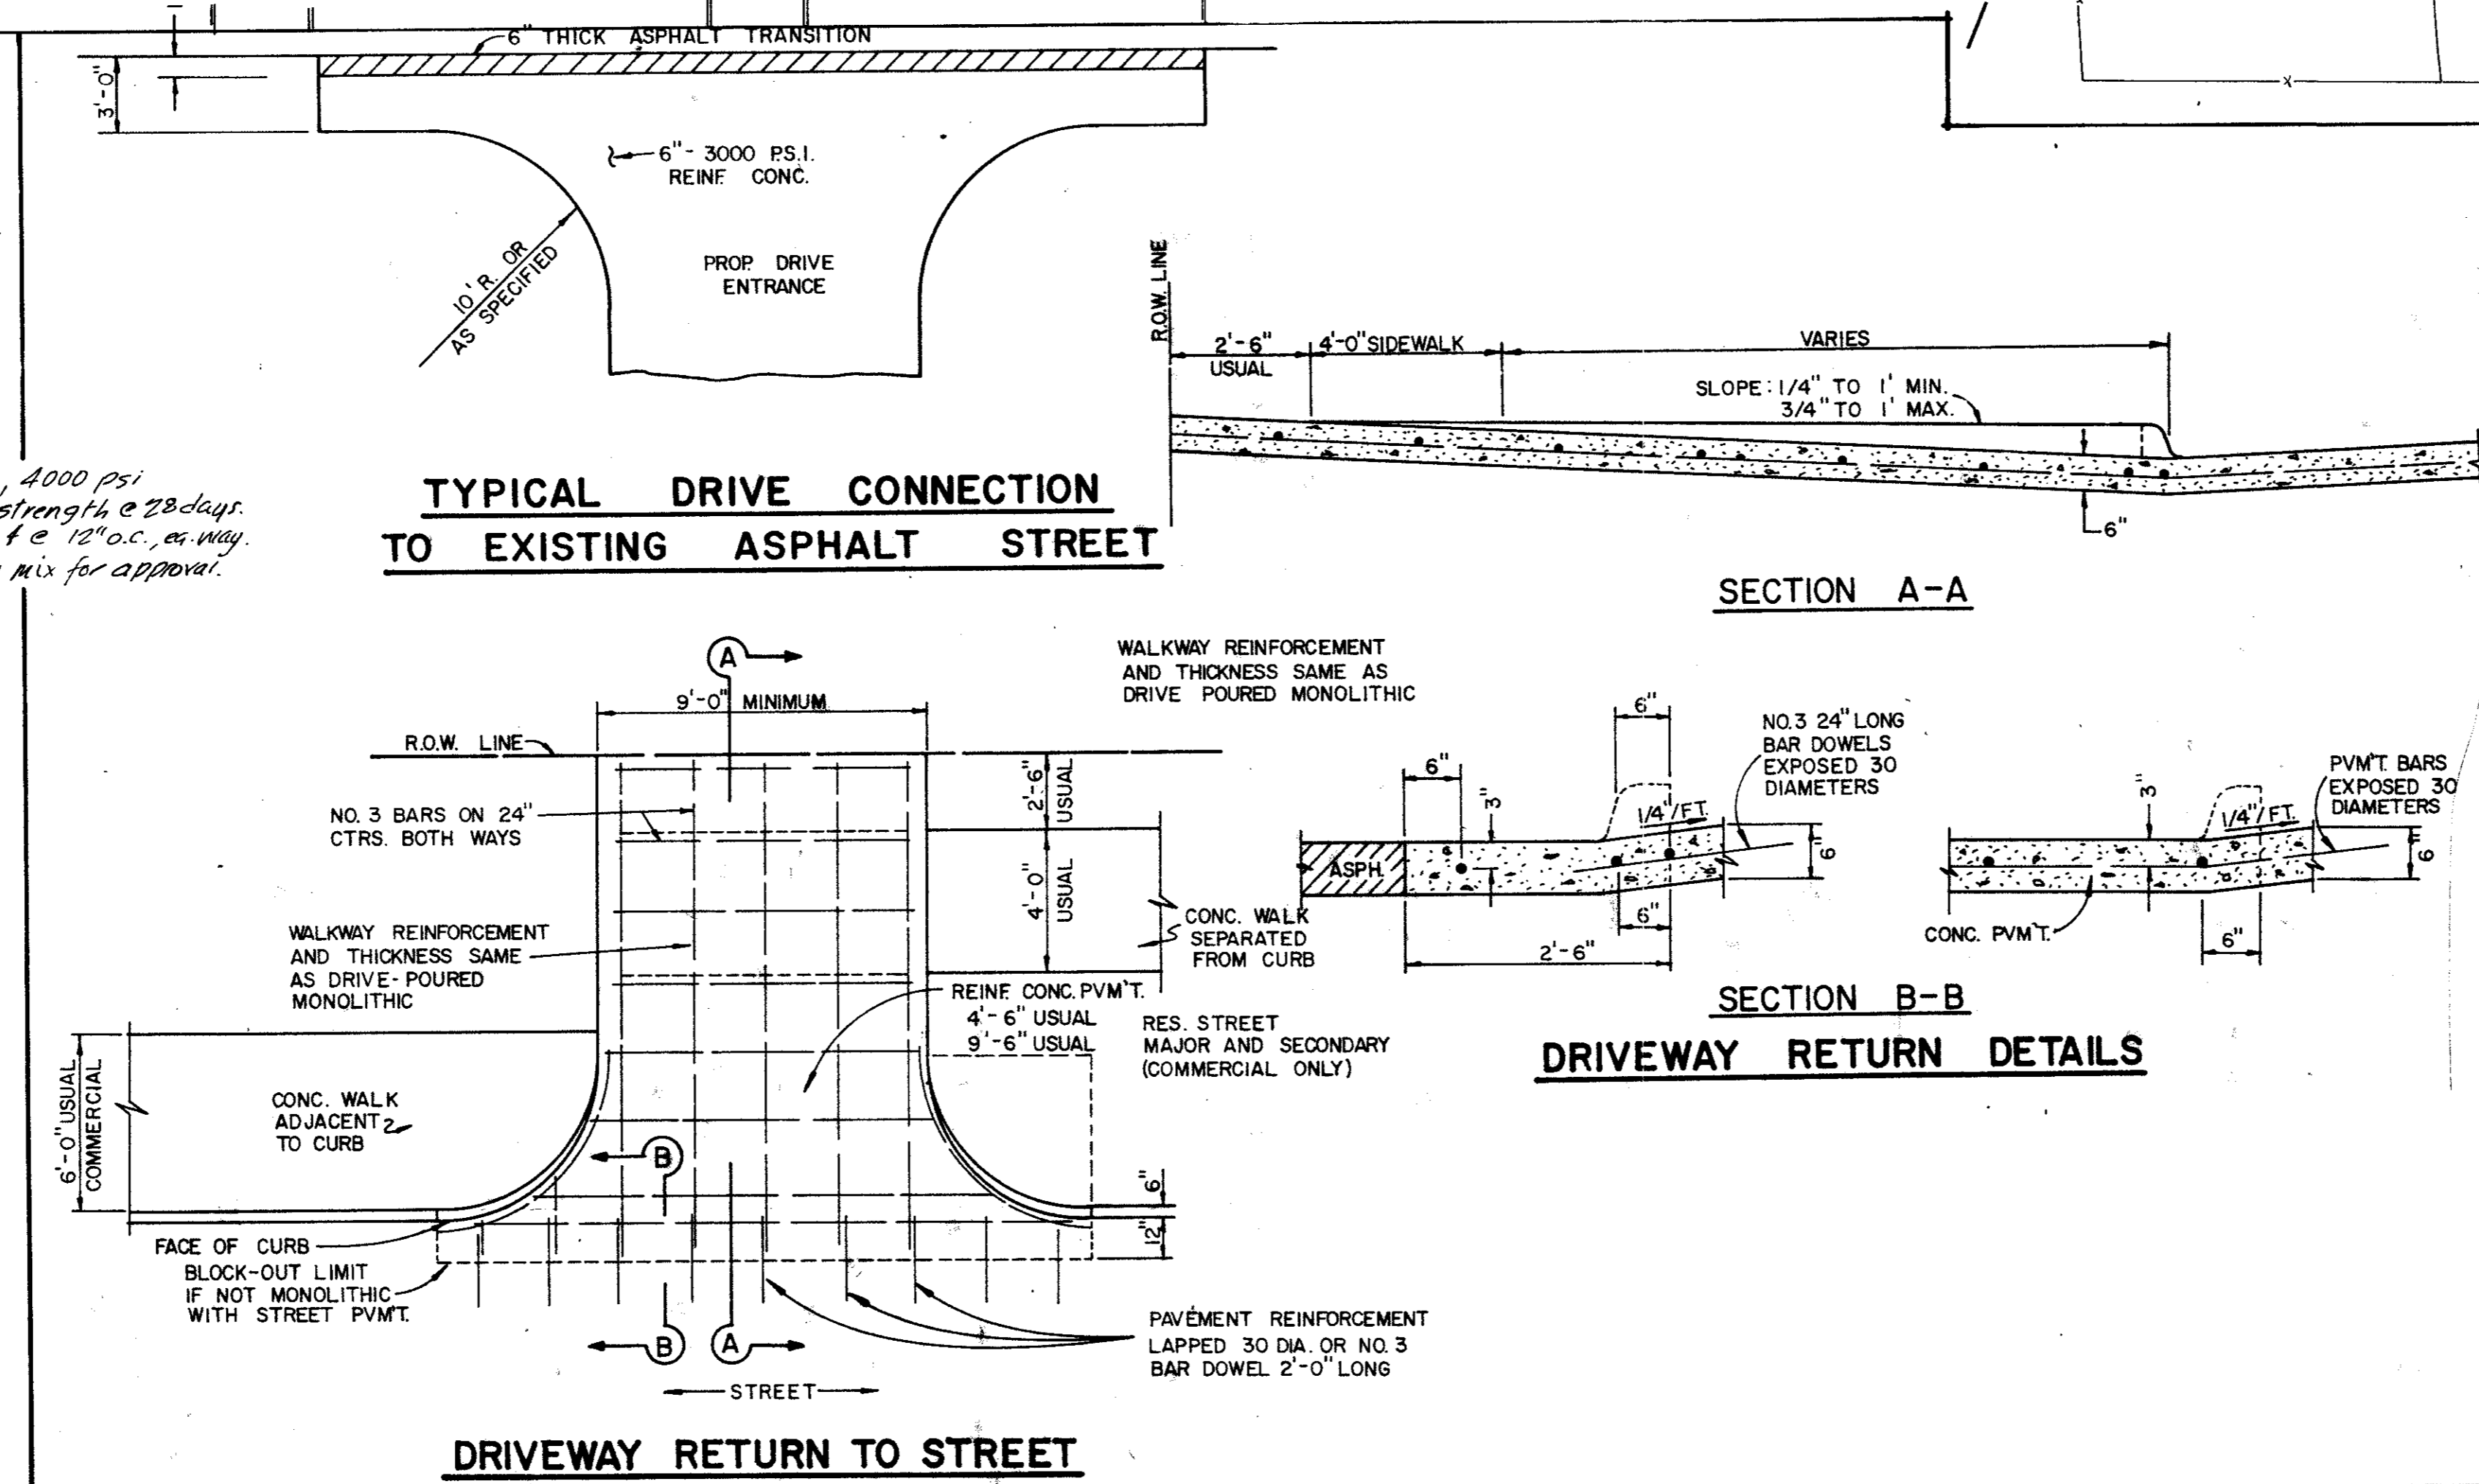 6" THICK ASPHALT TRANSITION
3'-0"
6"- 3000 P.S.I.
REINF. CONC.
10' R. OR
AS SPECIFIED
PROP. DRIVE
ENTRANCE
TYPICAL DRIVE CONNECTION
TO EXISTING ASPHALT STREET
, 4000 psi
strength @ 28 days.
4 @ 12" o.c., ea. way.
mix for approval.
R.O.W. LINE
2'-6"
USUAL
4'-0" SIDEWALK
VARIES
SLOPE: 1/4" TO 1' MIN.
3/4" TO 1' MAX.
6"
SECTION A-A
A
9'-0" MINIMUM
R.O.W. LINE
NO. 3 BARS ON 24"
CTRS. BOTH WAYS
2'-6"
USUAL
4'-0"
USUAL
WALKWAY REINFORCEMENT
AND THICKNESS SAME AS
DRIVE POURED MONOLITHIC
WALKWAY REINFORCEMENT
AND THICKNESS SAME
AS DRIVE-POURED
MONOLITHIC
CONC. WALK
SEPARATED
FROM CURB
REINF. CONC. PVM'T.
4'-6" USUAL
9'-6" USUAL
RES. STREET
MAJOR AND SECONDARY
(COMMERCIAL ONLY)
6'-0" USUAL
COMMERCIAL
CONC. WALK
ADJACENT
TO CURB
B
6"
12"
FACE OF CURB
BLOCK-OUT LIMIT
IF NOT MONOLITHIC
WITH STREET PVM'T.
B
A
STREET
PAVEMENT REINFORCEMENT
LAPPED 30 DIA. OR NO. 3
BAR DOWEL 2'-0" LONG
DRIVEWAY RETURN TO STREET
6"
6"
3"
1/4"/FT.
NO.3 24" LONG
BAR DOWELS
EXPOSED 30
DIAMETERS
ASPH.
6"
6"
2'-6"
3"
1/4"/FT.
PVM'T. BARS
EXPOSED 30
DIAMETERS
6"
CONC. PVM'T.
6"
SECTION B-B
DRIVEWAY RETURN DETAILS